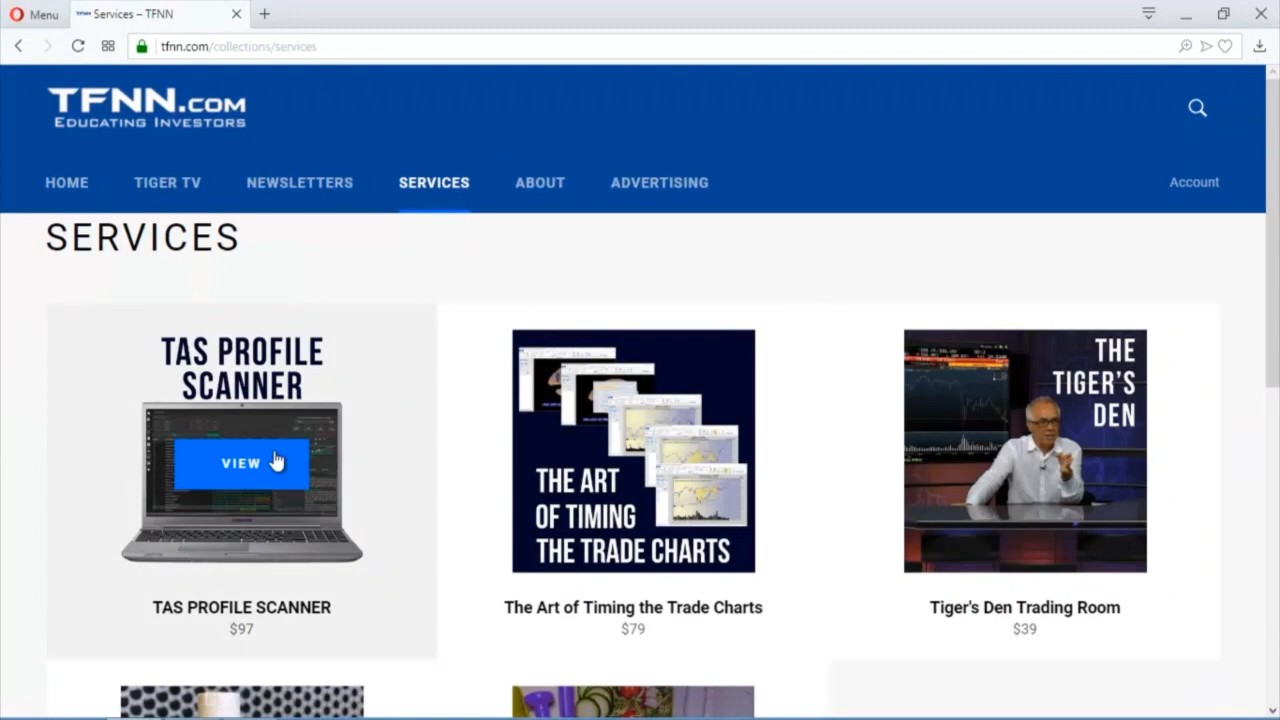 Menu
TFNN Services – TFNN
tfnn.com/collections/services
TFNN.COM
EDUCATING INVESTORS
HOME
TIGER TV
NEWSLETTERS
SERVICES
ABOUT
ADVERTISING
Account
SERVICES
TAS PROFILE
SCANNER
VIEW
TAS PROFILE SCANNER
$97
THE ART
OF TIMING
THE TRADE CHARTS
The Art of Timing the Trade Charts
$79
THE
TIGER'S
DEN
Tiger's Den Trading Room
$39